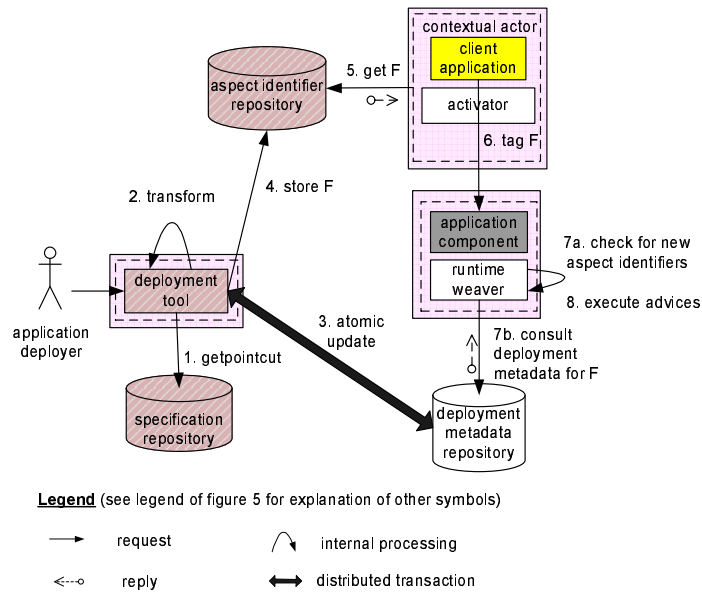 contextual actor
client
application
activator
5. get F
aspect identifier
repository
6. tag F
4. store F
2. transform
application
component
7a. check for new
aspect identifiers
runtime
weaver
8. execute advices
deployment
tool
application
deployer
3. atomic
update
7b. consult
deployment
metadata for F
1. getpointcut
specification
repository
deployment
metadata
repository
Legend (see legend of figure 5 for explanation of other symbols)
request
internal processing
reply
distributed transaction